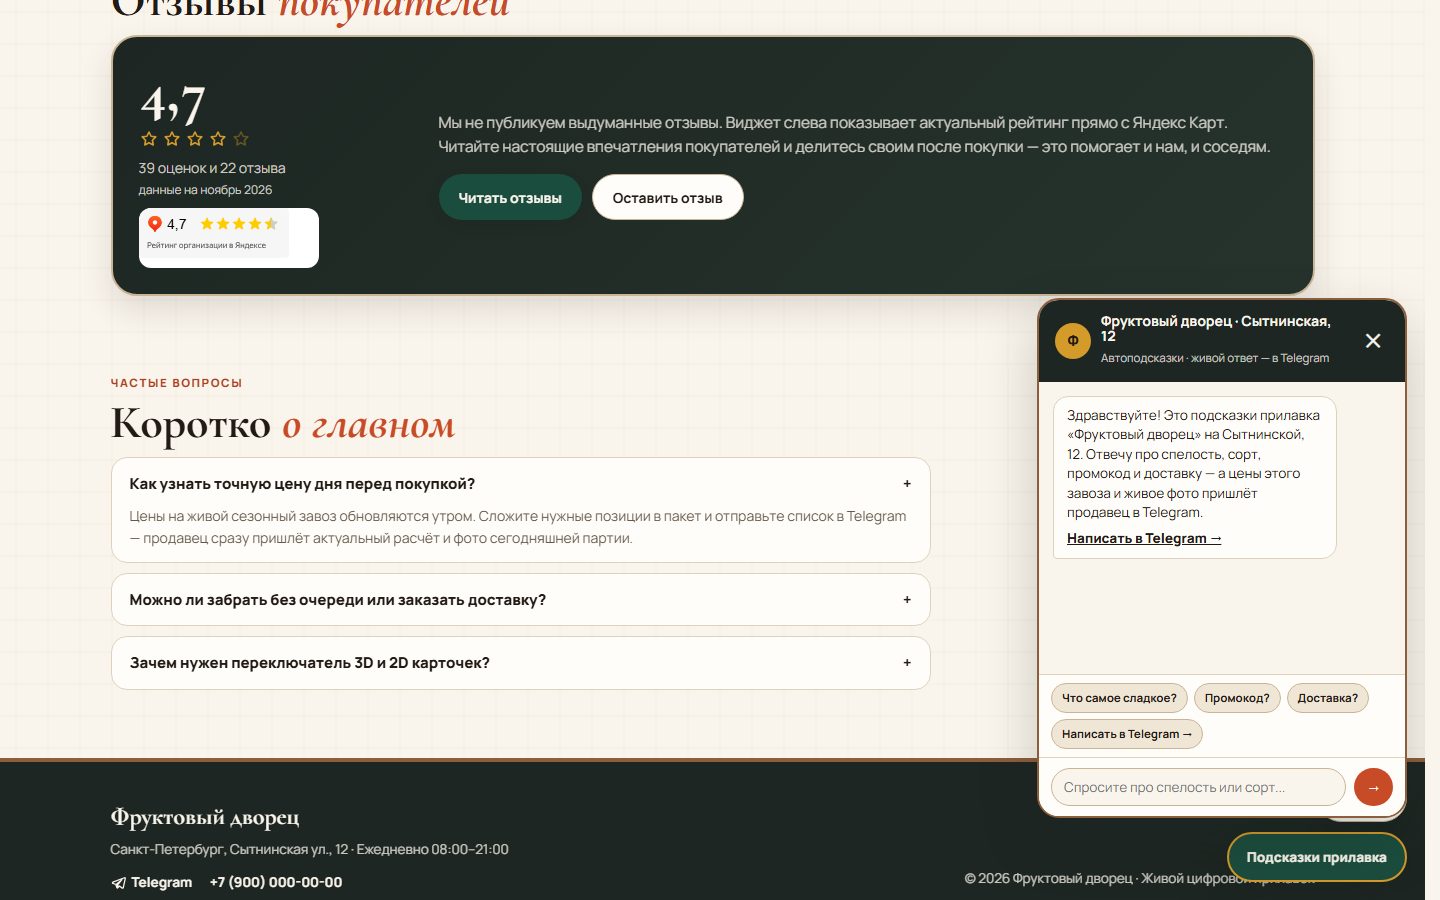 Отзывы покупателей
4,7
39 оценок и 22 отзыва
данные на ноябрь 2026
4,7
Рейтинг организации в Яндексе
Мы не публикуем выдуманные отзывы. Виджет слева показывает актуальный рейтинг прямо с Яндекс Карт.
Читайте настоящие впечатления покупателей и делитесь своим после покупки — это помогает и нам, и соседям.
Читать отзывы
Оставить отзыв
ЧАСТЫЕ ВОПРОСЫ
Коротко о главном
Как узнать точную цену дня перед покупкой? +
Цены на живой сезонный завоз обновляются утром. Сложите нужные позиции в пакет и отправьте список в Telegram
— продавец сразу пришлёт актуальный расчёт и фото сегодняшней партии.
Можно ли забрать без очереди или заказать доставку? +
Зачем нужен переключатель 3D и 2D карточек? +
Ф
Фруктовый дворец · Сытнинская,
12
Автоподсказки · живой ответ — в Telegram
✕
Здравствуйте! Это подсказки прилавка
«Фруктовый дворец» на Сытнинской,
12. Отвечу про спелость, сорт,
промокод и доставку — а цены этого
завоза и живое фото пришлёт
продавец в Telegram.
Написать в Telegram →
Что самое сладкое?
Промокод?
Доставка?
Написать в Telegram →
Спросите про спелость или сорт...
→
Подсказки прилавка
Фруктовый дворец
Санкт-Петербург, Сытнинская ул., 12 · Ежедневно 08:00–21:00
Telegram
+7 (900) 000-00-00
© 2026 Фруктовый дворец · Живой